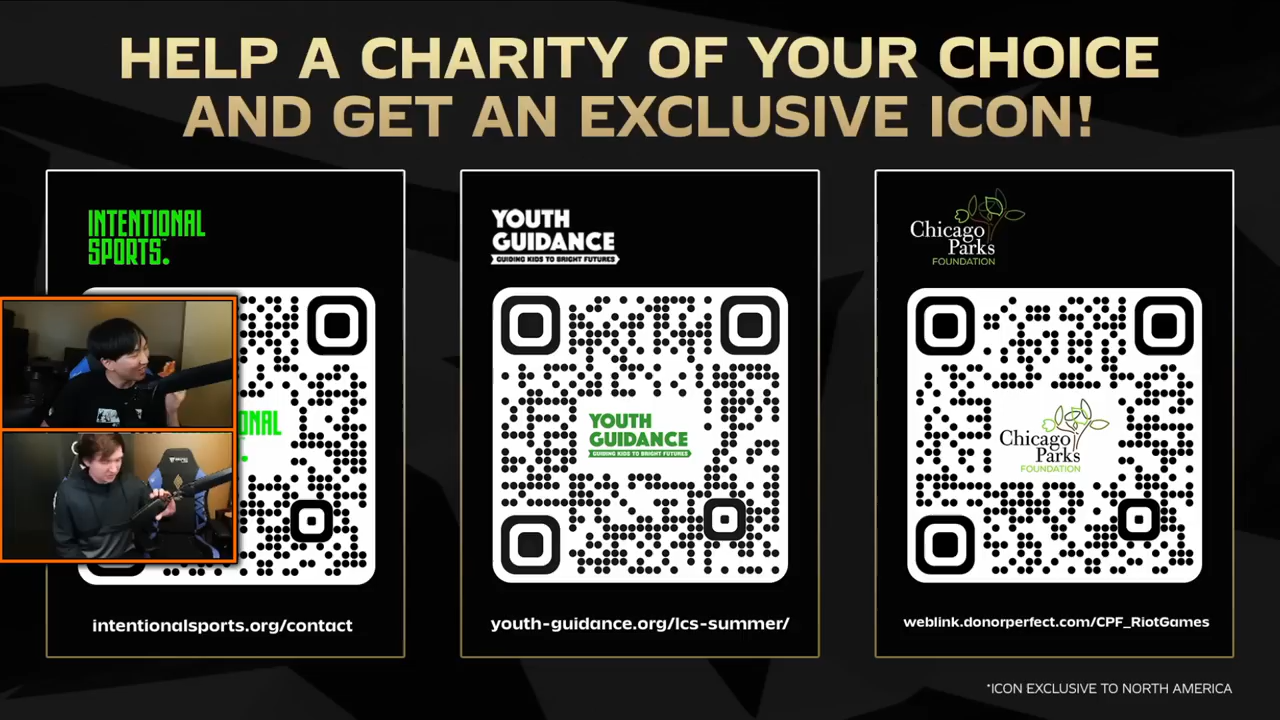 HELP A CHARITY OF YOUR CHOICE
AND GET AN EXCLUSIVE ICON!
INTENTIONAL
SPORTS.
intentionalsports.org/contact
YOUTH
GUIDANCE
GUIDING KIDS TO BRIGHT FUTURES
YOUTH
GUIDANCE
GUIDING KIDS TO BRIGHT FUTURES
youth-guidance.org/lcs-summer/
Chicago
Parks
FOUNDATION
Chicago
Parks
FOUNDATION
weblink.donorperfect.com/CPF_RiotGames
*ICON EXCLUSIVE TO NORTH AMERICA